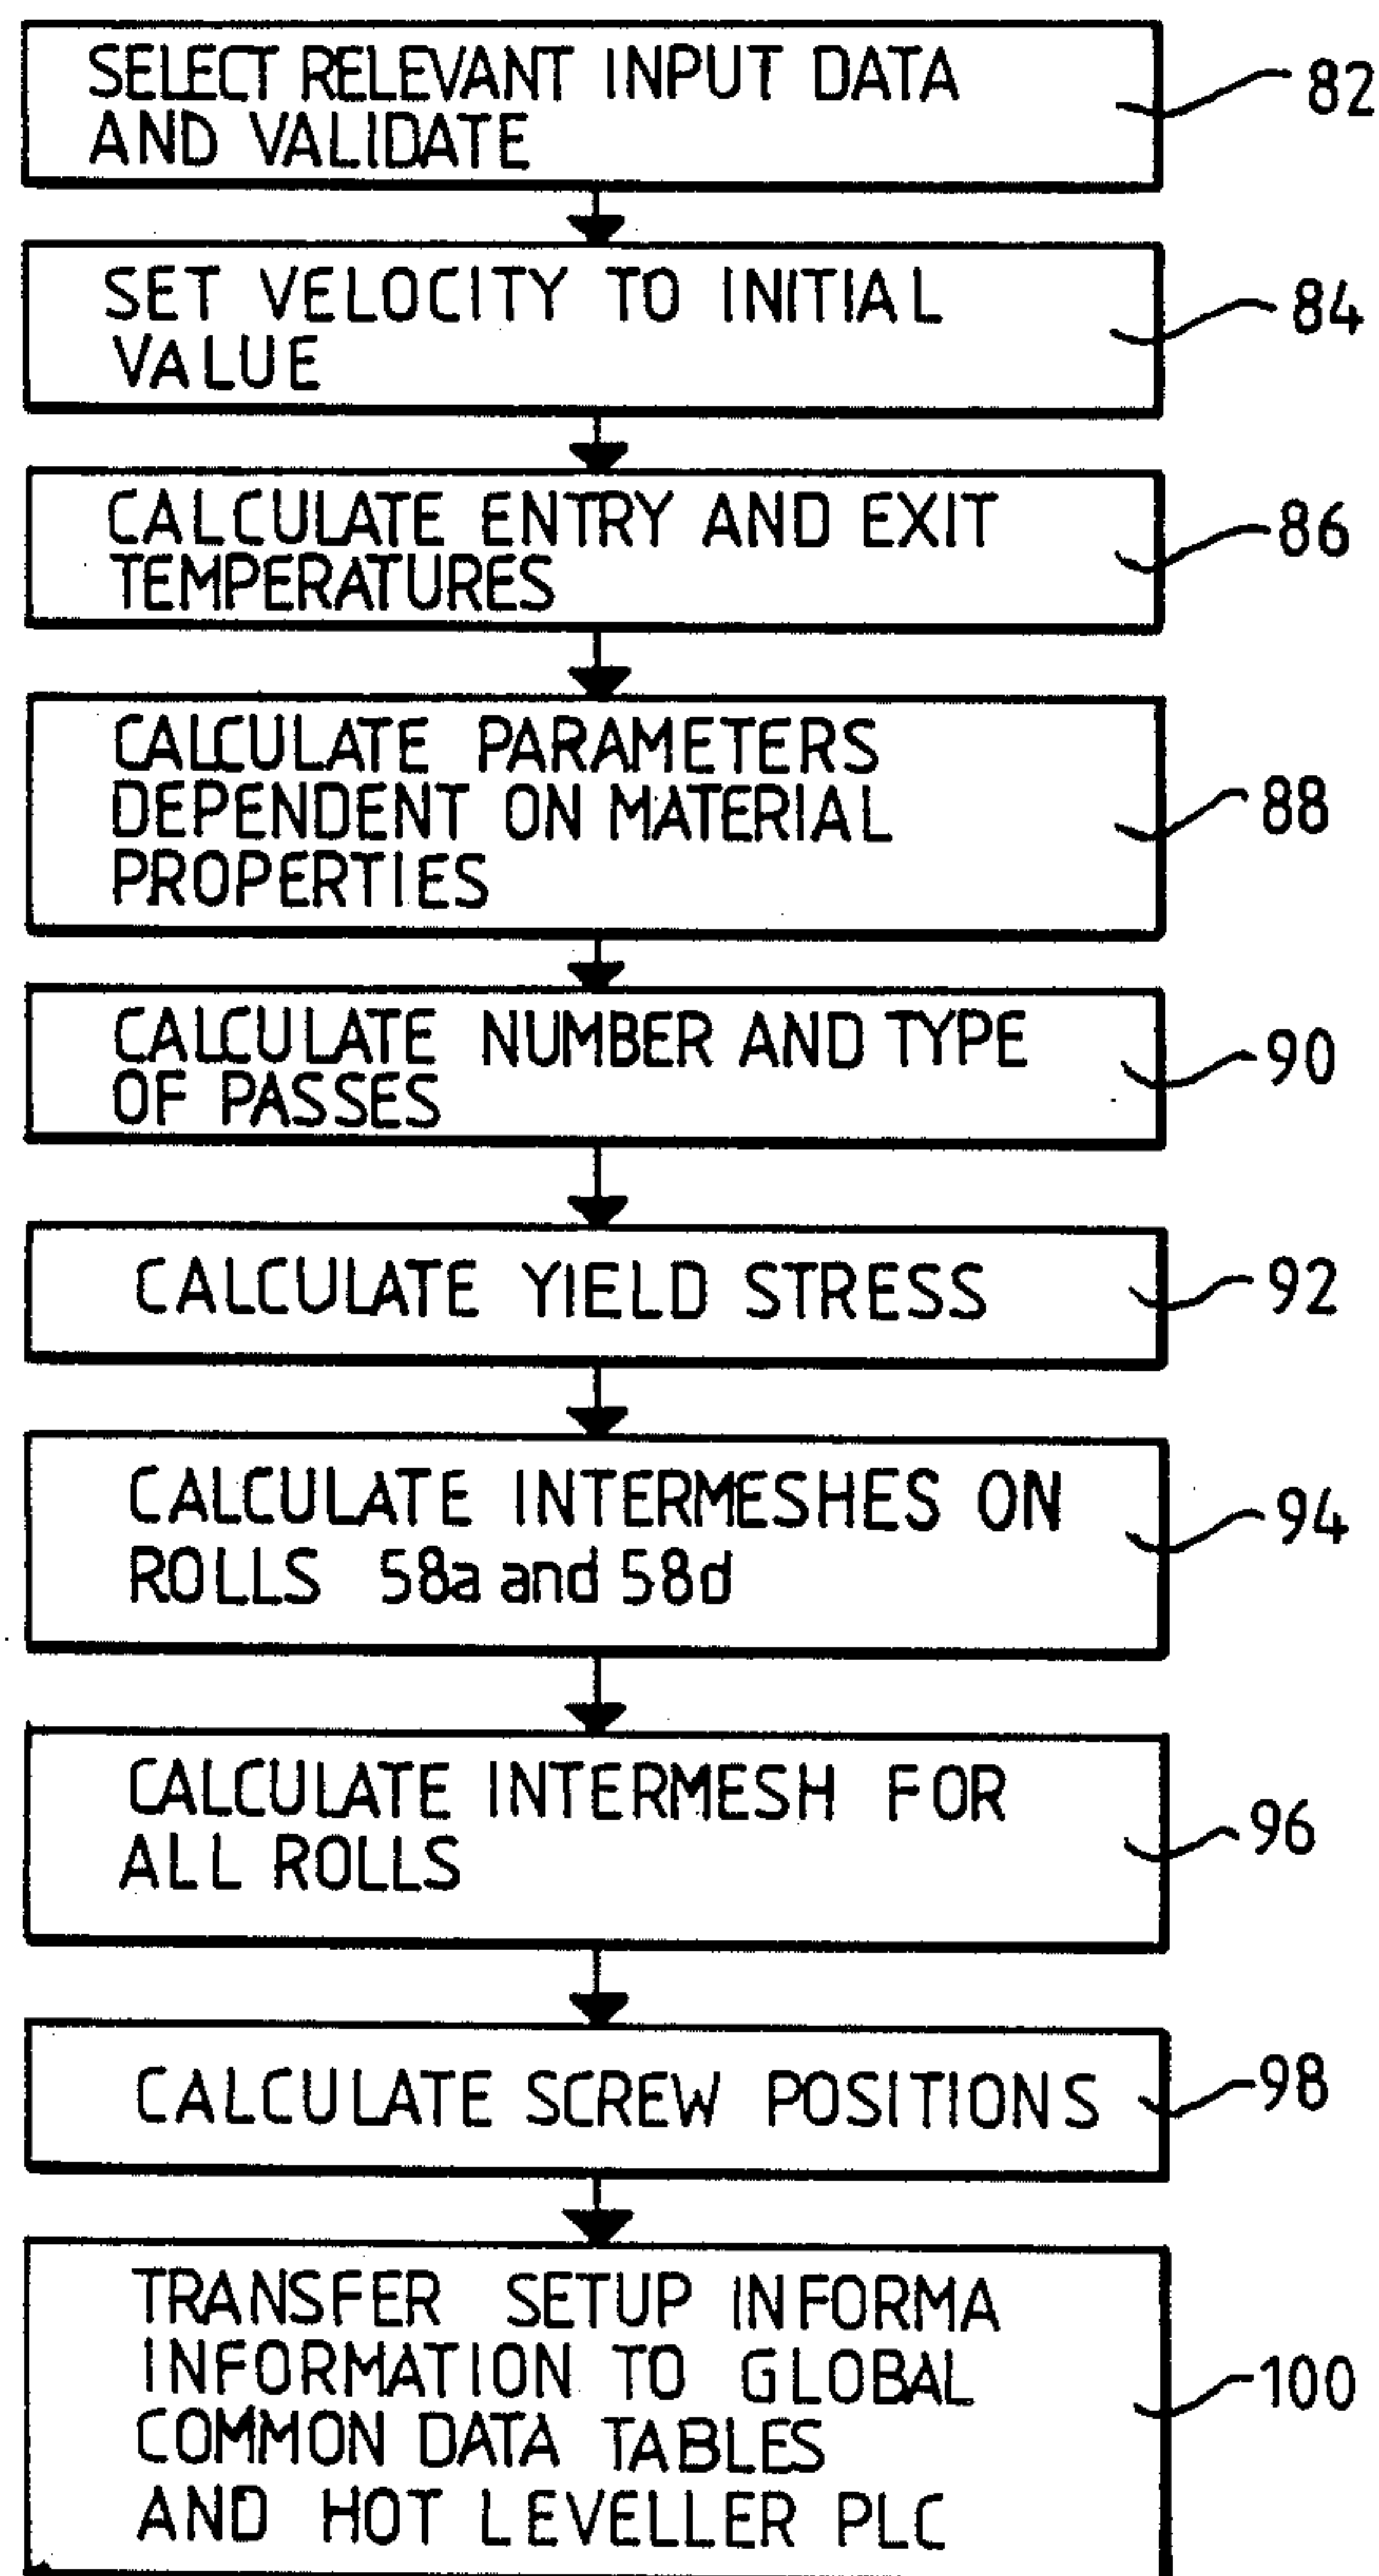 SELECT RELEVANT INPUT DATA
AND VALIDATE
82
SET VELOCITY TO INITIAL
VALUE
84
CALCULATE ENTRY AND EXIT
TEMPERATURES
86
CALCULATE PARAMETERS
DEPENDENT ON MATERIAL
PROPERTIES
88
CALCULATE NUMBER AND TYPE
OF PASSES
90
CALCULATE YIELD STRESS
92
CALCULATE INTERMESHES ON
ROLLS 58a and 58d
94
CALCULATE INTERMESH FOR
ALL ROLLS
96
CALCULATE SCREW POSITIONS
98
TRANSFER SETUP INFORMA
INFORMATION TO GLOBAL
COMMON DATA TABLES
AND HOT LEVELLER PLC
100